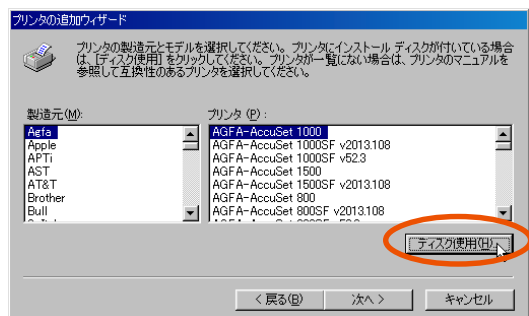 プリンタの追加ウィザード
プリンタの製造元とモデルを選択してください。プリンタにインストール ディスクが付いている場合
は、[ディスク使用] をクリックしてください。プリンタが一覧にない場合は、プリンタのマニュアルを
参照して互換性のあるプリンタを選択してください。
製造元(M):
プリンタ (P) :
Agfa
Apple
APTi
AST
AT&T
Brother
Bull
AGFA-AccuSet 1000
AGFA-AccuSet 1000SF v2013.108
AGFA-AccuSet 1000SF v52.3
AGFA-AccuSet 1500
AGFA-AccuSet 1500SF v2013.108
AGFA-AccuSet 800
AGFA-AccuSet 800SF v2013.108
ディスク使用(H)...
< 戻る(B)
次へ >
キャンセル